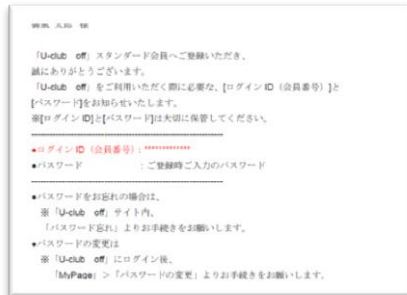 太郎 様
「U-club off」スタンダード会員へご登録いただき、
誠にありがとうございます。
「U-club off」をご利用いただく際に必要な、[ログインID（会員番号）]と
[パスワード]をお知らせいたします。
※[ログインID]と[パスワード]は大切に保管してください。
--------------------------------------------------
●ログインID（会員番号）：*************
●パスワード　　　　　　：ご登録時ご入力のパスワード
--------------------------------------------------
●パスワードをお忘れの場合は、
※「U-club off」サイト内、
「パスワード忘れ」よりお手続きをお願いします。
●パスワードの変更は
※「U-club off」にログイン後、
「MyPage」＞「パスワードの変更」よりお手続きをお願いします。